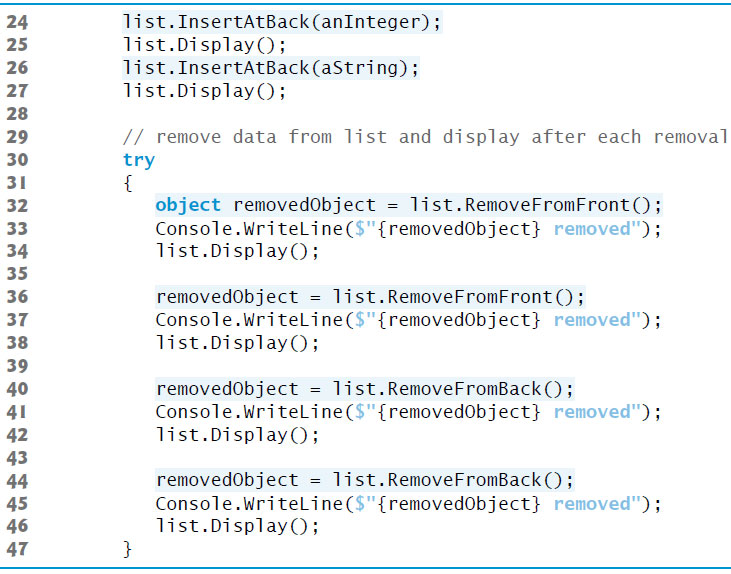 24 list.InsertAtBack(anInteger);
25 list.Display();
26 list.InsertAtBack(aString);
27 list.Display();
28
29 // remove data from list and display after each removal
30 try
31 {
32 object removedObject = list.RemoveFromFront();
33 Console.WriteLine($"{removedObject} removed");
34 list.Display();
35
36 removedObject = list.RemoveFromFront();
37 Console.WriteLine($"{removedObject} removed");
38 list.Display();
39
40 removedObject = list.RemoveFromBack();
41 Console.WriteLine($"{removedObject} removed");
42 list.Display();
43
44 removedObject = list.RemoveFromBack();
45 Console.WriteLine($"{removedObject} removed");
46 list.Display();
47 }